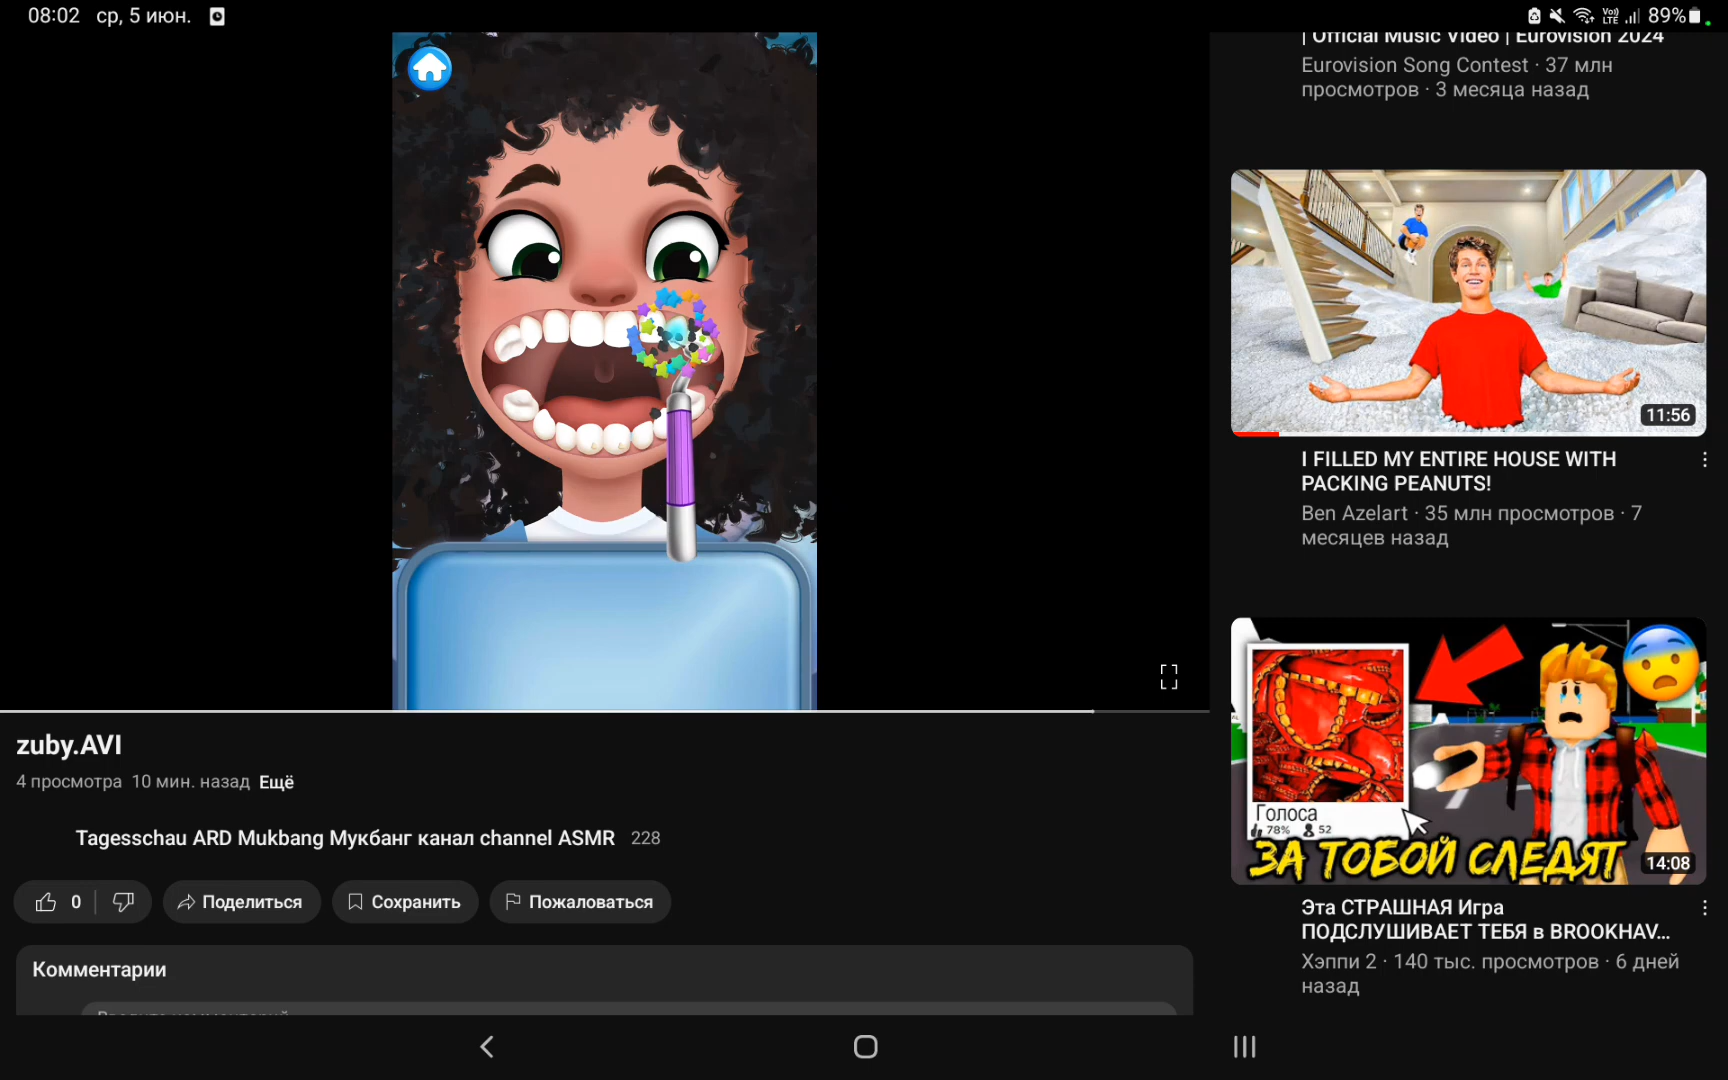 08:02 ср, 5 июн.
Vo)) LTE 89%
| Official Music Video | Eurovision 2024
Eurovision Song Contest · 37 млн
просмотров · 3 месяца назад
11:56
I FILLED MY ENTIRE HOUSE WITH
PACKING PEANUTS!
Ben Azelart · 35 млн просмотров · 7
месяцев назад
Голоса
78% 52
ЗА ТОБОЙ СЛЕДЯТ
14:08
Эта СТРАШНАЯ Игра
ПОДСЛУШИВАЕТ ТЕБЯ в BROOKHAV...
Хэппи 2 · 140 тыс. просмотров · 6 дней
назад
zuby.AVI
4 просмотра 10 мин. назад Ещё
Tagesschau ARD Mukbang Мукбанг канал channel ASMR 228
0 Поделиться Сохранить Пожаловаться
Комментарии